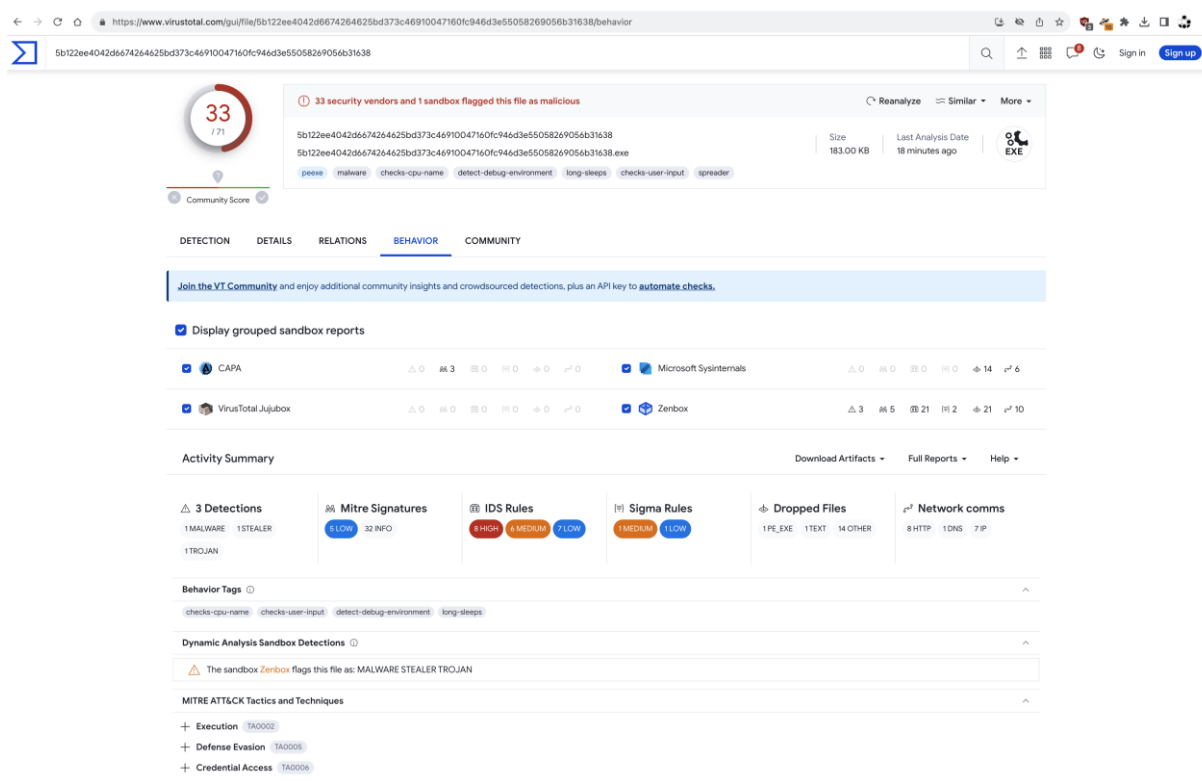 https://www.virustotal.com/gui/file/5b122ee4042d6674264625bd373c46910047160fc946d3e55058269056b31638/behavior
5b122ee4042d6674264625bd373c46910047160fc946d3e55058269056b31638
8 Sign in Sign up
33 security vendors and 1 sandbox flagged this file as malicious Reanalyze Similar More
33
/ 71
5b122ee4042d6674264625bd373c46910047160fc946d3e55058269056b31638
5b122ee4042d6674264625bd373c46910047160fc946d3e55058269056b31638.exe
Size
183.00 KB
Last Analysis Date
18 minutes ago
EXE
peexe malware checks-cpu-name detect-debug-environment long-sleeps checks-user-input spreader
Community Score
DETECTION DETAILS RELATIONS BEHAVIOR COMMUNITY
Join the VT Community and enjoy additional community insights and crowdsourced detections, plus an API key to automate checks.
Display grouped sandbox reports
CAPA 0 3 0 0 0 0 Microsoft Sysinternals 0 0 0 0 14 6
VirusTotal Jujubox 0 0 0 0 0 0 Zenbox 3 5 21 2 21 10
Activity Summary Download Artifacts Full Reports Help
3 Detections
1 MALWARE 1 STEALER
1 TROJAN
Mitre Signatures
5 LOW 32 INFO
IDS Rules
8 HIGH 6 MEDIUM 7 LOW
Sigma Rules
1 MEDIUM 1 LOW
Dropped Files
1 PE_EXE 1 TEXT 14 OTHER
Network comms
8 HTTP 1 DNS 7 IP
Behavior Tags
checks-cpu-name checks-user-input detect-debug-environment long-sleeps
Dynamic Analysis Sandbox Detections
The sandbox Zenbox flags this file as: MALWARE STEALER TROJAN
MITRE ATT&CK Tactics and Techniques
Execution TA0002
Defense Evasion TA0005
Credential Access TA0006